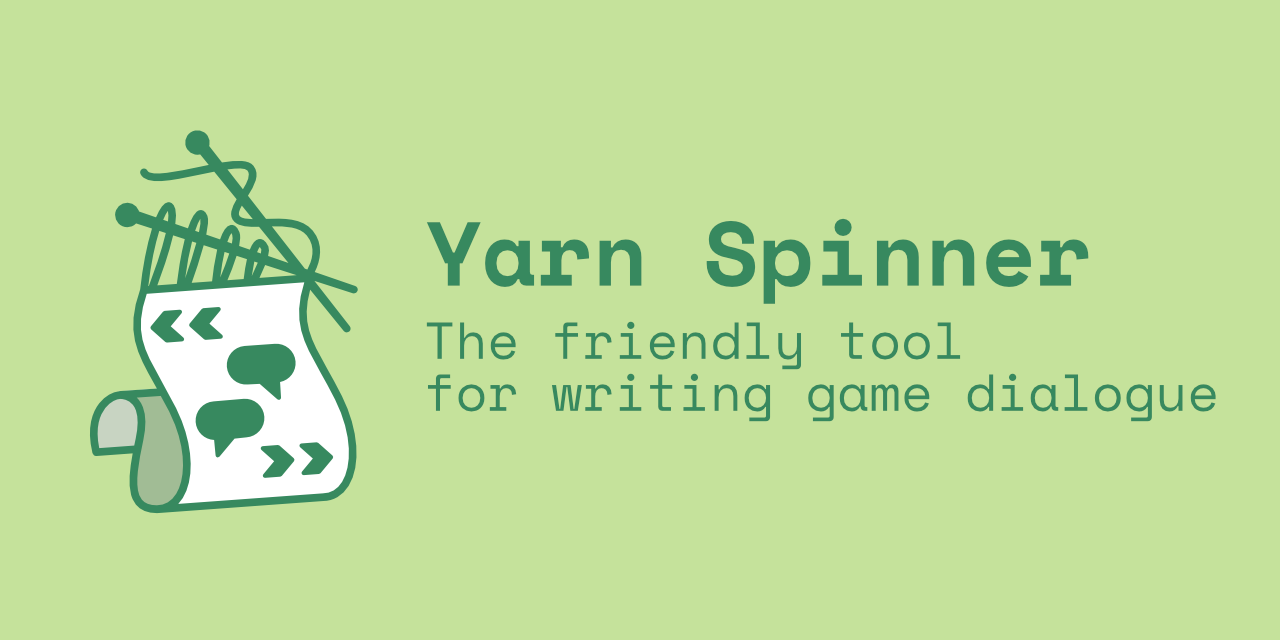 Yarn Spinner
The friendly tool
for writing game dialogue